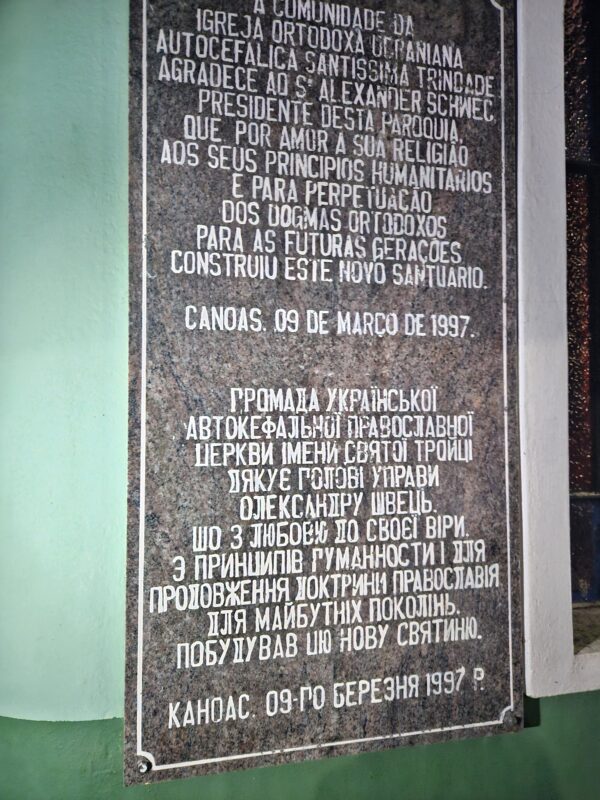 A COMUNIDADE DA
IGREJA ORTODOXA UCRANIANA
AUTOCEFALICA SANTISSIMA TRINDADE
AGRADECE AO Sr ALEXANDER SCHWEC,
PRESIDENTE DESTA PAROQUIA,
QUE POR AMOR A SUA RELIGIÃO
AOS SEUS PRINCIPIOS HUMANITÁRIOS
E PARA PERPETUAÇÃO
DOS DOGMAS ORTODOXOS
PARA AS FUTURAS GERAÇÕES
CONSTRUIU ESTE NOVO SANTUARIO.
CANOAS. 09 DE MARÇO DE 1997.
ГРОМАДА УКРАЇНСЬКОЇ
АВТОКЕФАЛЬНОЇ ПРАВОСЛАВНОЇ
ЦЕРКВИ ІМЕНИ СВЯТОЇ ТРОЙЦІ
ДЯКУЄ ГОЛОВІ УПРАВИ
ОЛЕКСАНДРУ ШВЕЦЬ.
ШО З ЛЮБОВЮ ДО СВОЄЇ ВІРИ.
З ПРИНЦИПІВ ГУМАННОСТИ І ДЛЯ
ПРОДОВЖЕННЯ ДОКТРИНИ ПРАВОСЛАВІЯ
ДЛЯ МАЙБУТНІХ ПОКОЛІНЬ.
ПОБУДУВАВ ЦЮ НОВУ СВЯТИНЮ.
КАНОАС. 09-ГО БЕРЕЗНЯ 1997 Р.